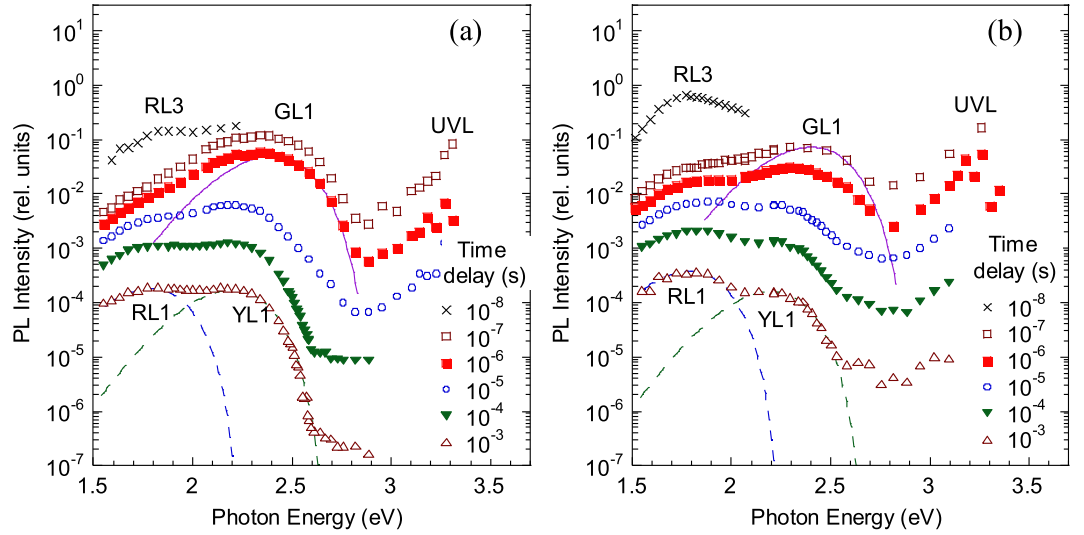 (a)
PL Intensity (rel. units)
10^0
10^-1
10^-2
10^-3
10^-4
10^-5
10^-6
10^-7
RL3
GL1
UVL
Time
delay (s)
10^-8
10^-7
10^-6
10^-5
10^-4
10^-3
RL1
YL1
1.5
2.0
2.5
3.0
3.5
Photon Energy (eV)
(b)
PL Intensity (rel. units)
10^0
10^-1
10^-2
10^-3
10^-4
10^-5
10^-6
10^-7
RL3
GL1
UVL
Time
delay (s)
10^-8
10^-7
10^-6
10^-5
10^-4
10^-3
RL1
YL1
1.5
2.0
2.5
3.0
3.5
Photon Energy (eV)